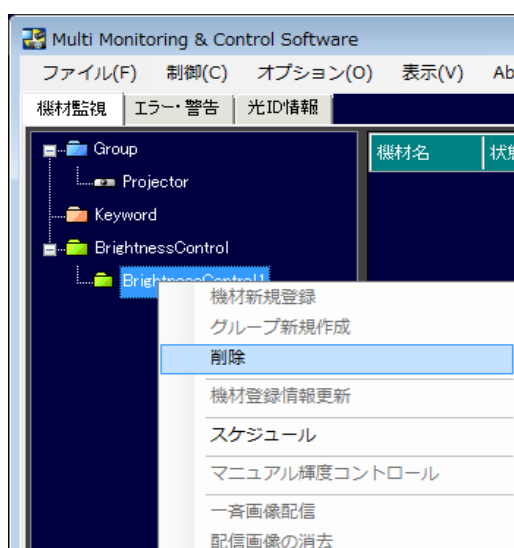 Multi Monitoring & Control Software
ファイル(F) 制御(C) オプション(O) 表示(V)
機材監視 エラー・警告 光ID情報
Group 機材名
Projector
Keyword
BrightnessControl
BrightnessControl1
機材新規登録
グループ新規作成
削除
機材登録情報更新
スケジュール
マニュアル輝度コントロール
一斉画像配信
配信画像の消去